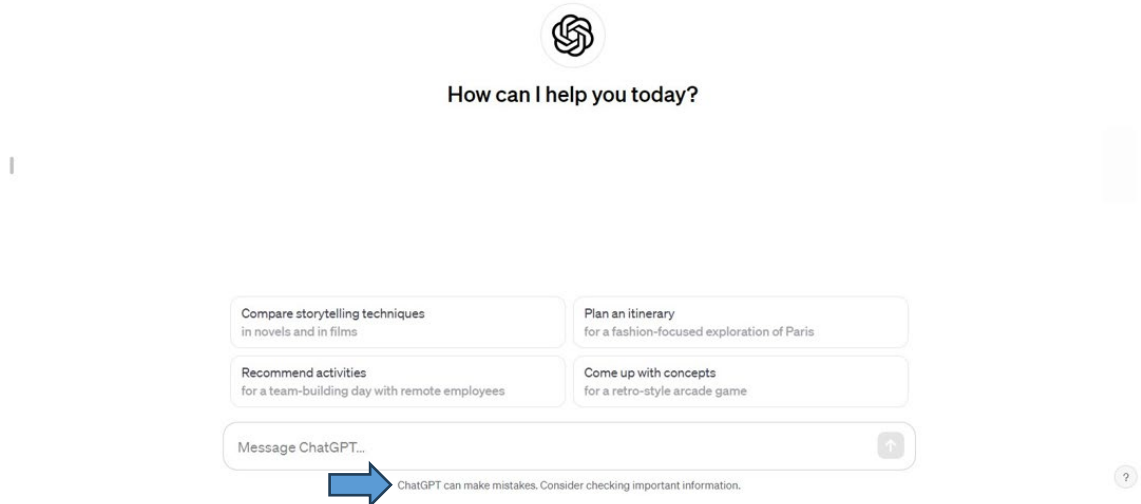 How can I help you today?
Compare storytelling techniques
in novels and in films
Plan an itinerary
for a fashion-focused exploration of Paris
Recommend activities
for a team-building day with remote employees
Come up with concepts
for a retro-style arcade game
Message ChatGPT...
ChatGPT can make mistakes. Consider checking important information.
?